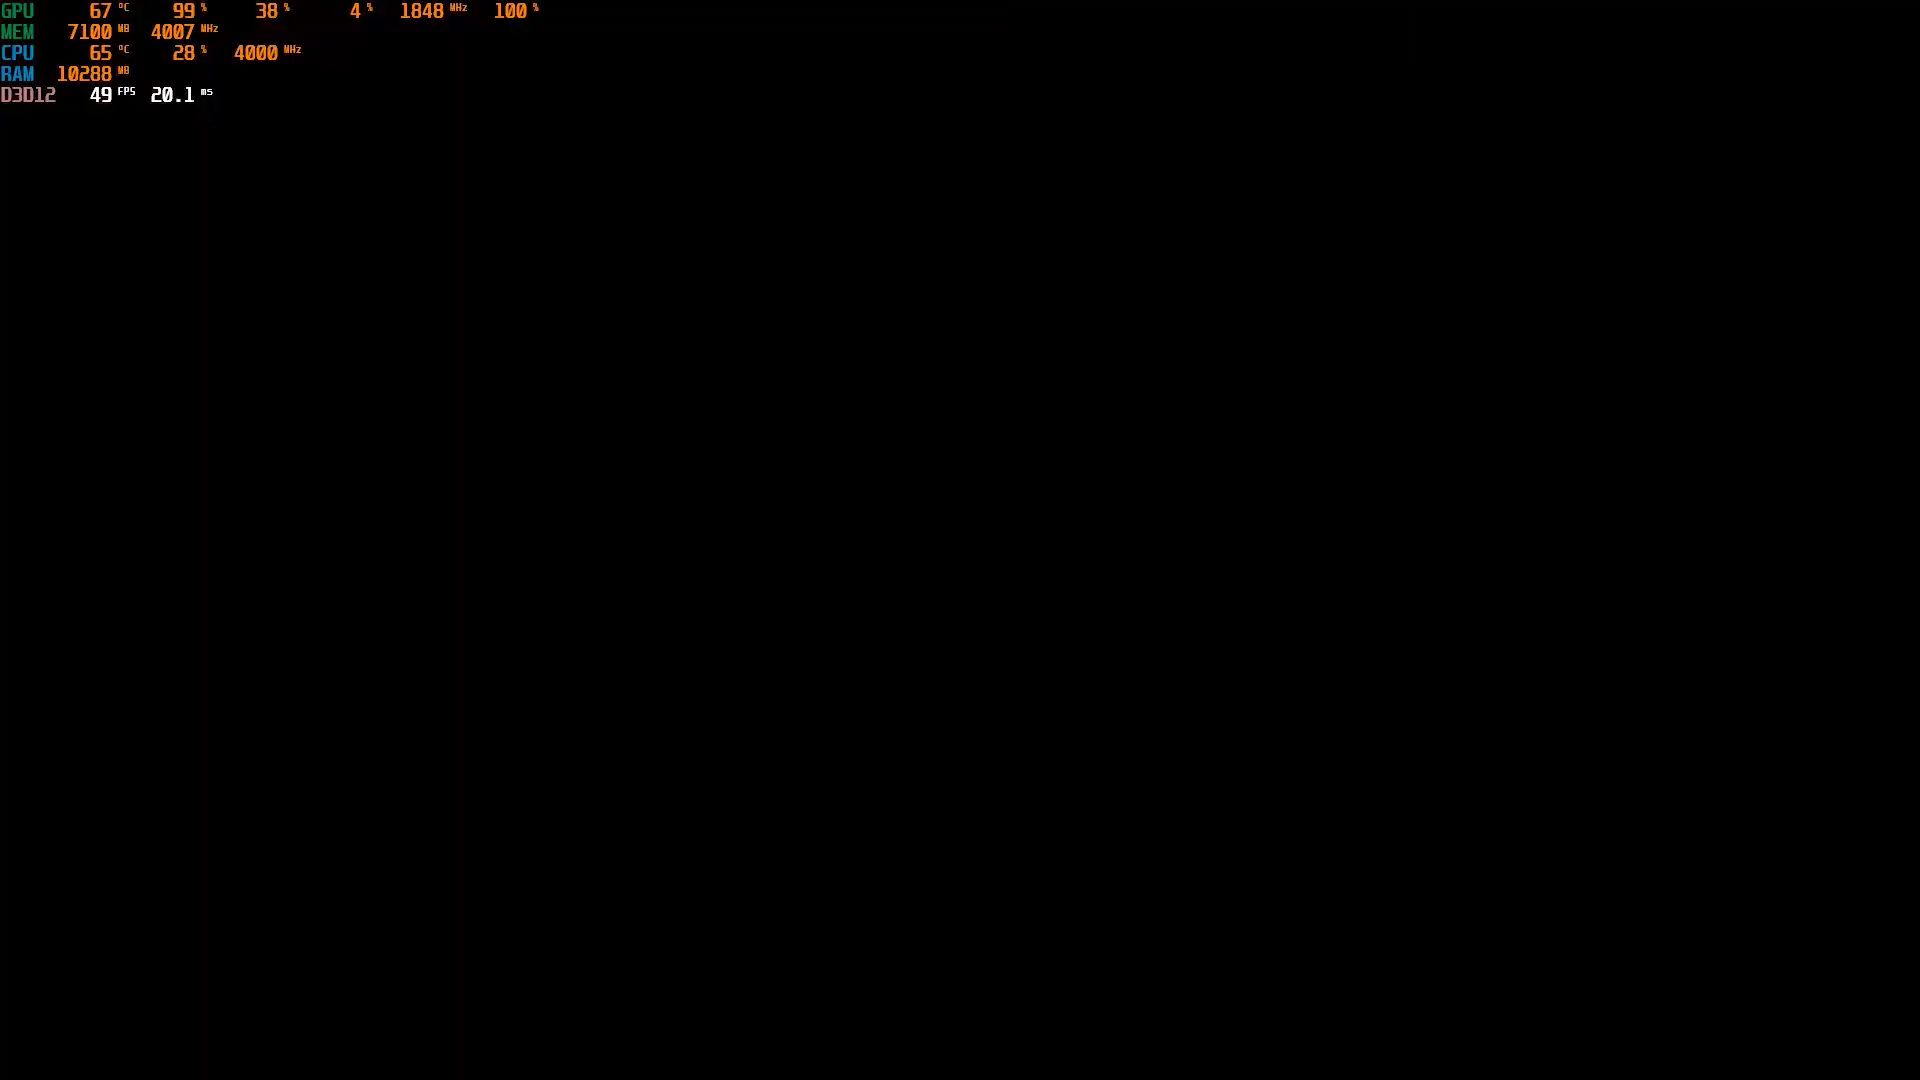 GPU 67 °C 99 % 38 % 4 % 1848 MHz 100 %
MEM 7100 MB 4007 MHz
CPU 65 °C 28 % 4000 MHz
RAM 10288 MB
D3D12 49 FPS 20.1 ms